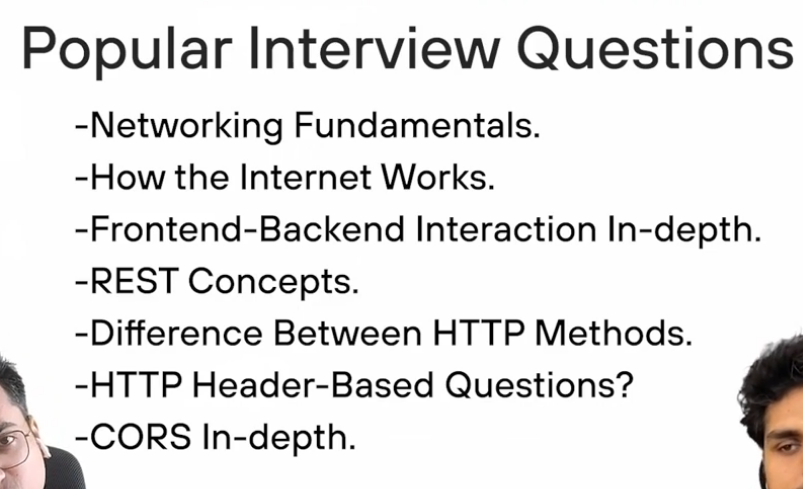 Popular Interview Questions
-Networking Fundamentals.
-How the Internet Works.
-Frontend-Backend Interaction In-depth.
-REST Concepts.
-Difference Between HTTP Methods.
-HTTP Header-Based Questions?
-CORS In-depth.